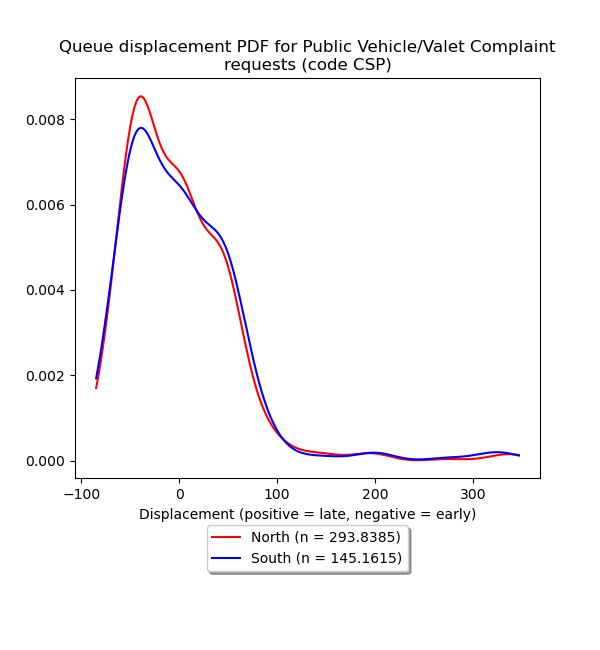 Queue displacement PDF for Public Vehicle/Valet Complaint
requests (code CSP)
0.008
0.006
0.004
0.002
0.000
−100 0 100 200 300
Displacement (positive = late, negative = early)
North (n = 293.8385)
South (n = 145.1615)